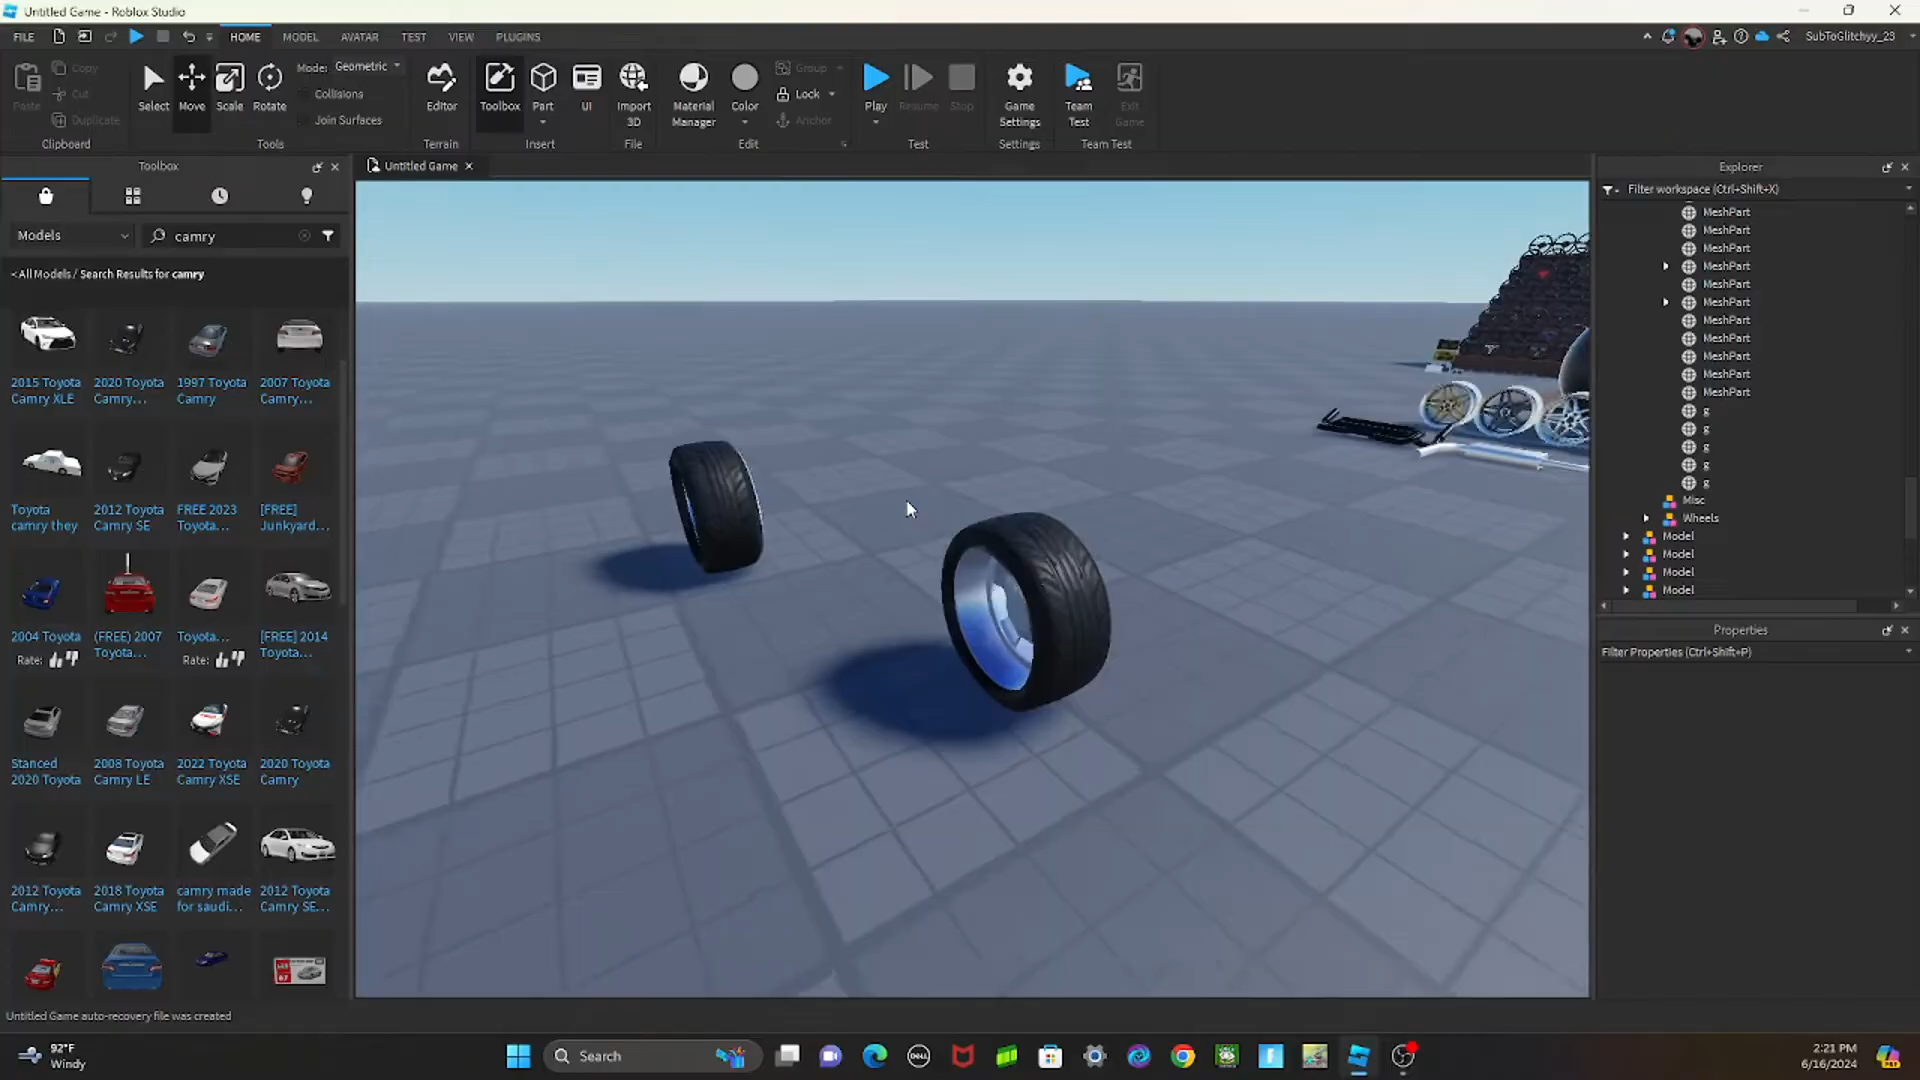 Untitled Game - Roblox Studio
FILE
HOME
MODEL
AVATAR
TEST
VIEW
PLUGINS
SubToGlitchyy_23
Paste
Copy
Cut
Duplicate
Clipboard
Select
Move
Scale
Rotate
Mode: Geometric
Collisions
Join Surfaces
Tools
Editor
Terrain
Toolbox
Part
UI
Insert
Import
3D
File
Material
Manager
Color
Group
Lock
Anchor
Edit
Play
Resume
Stop
Test
Game
Settings
Settings
Team
Test
Exit
Game
Team Test
Toolbox
Untitled Game
Models
camry
<All Models / Search Results for camry
2015 Toyota
Camry XLE
2020 Toyota
Camry...
1997 Toyota
Camry
2007 Toyota
Camry...
Toyota
camry they
2012 Toyota
Camry SE
FREE 2023
Toyota...
[FREE]
Junkyard...
2004 Toyota
Rate:
(FREE) 2007
Toyota...
Toyota...
Rate:
[FREE] 2014
Toyota...
Stanced
2020 Toyota
2008 Toyota
Camry LE
2022 Toyota
Camry XSE
2020 Toyota
Camry
2012 Toyota
Camry...
2018 Toyota
Camry XSE
camry made
for saudi...
2012 Toyota
Camry SE...
Explorer
Filter workspace (Ctrl+Shift+X)
MeshPart
MeshPart
MeshPart
MeshPart
MeshPart
MeshPart
MeshPart
MeshPart
MeshPart
MeshPart
MeshPart
g
g
g
g
g
Misc
Wheels
Model
Model
Model
Model
Properties
Filter Properties (Ctrl+Shift+P)
Untitled Game auto-recovery file was created
92°F
Windy
Search
DELL
2:21 PM
6/16/2024